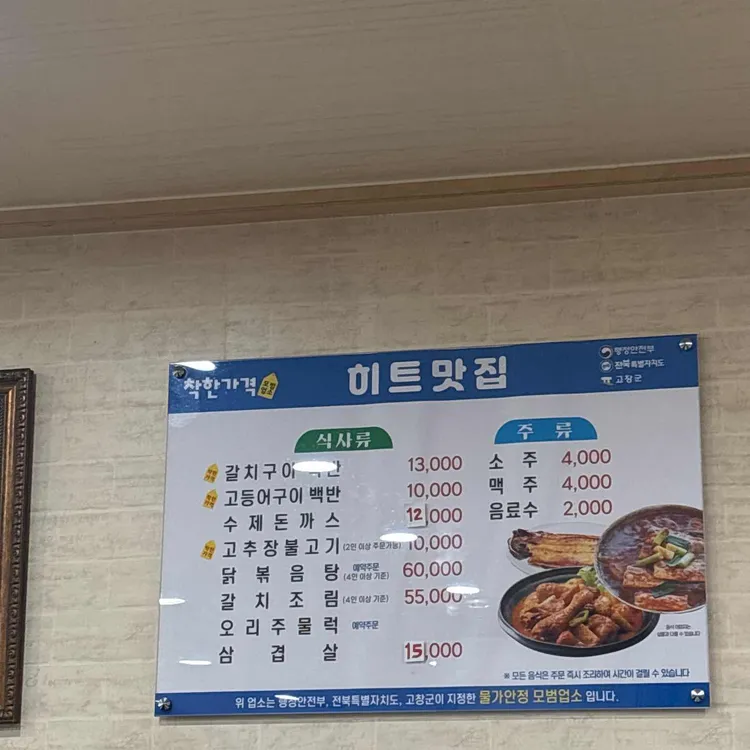 착한가격
히트맛집
행정안전부
전북특별자치도
고창군
식사류
갈치구이 백반 13,000
고등어구이 백반 10,000
수제돈까스 12,000
고추장불고기 (2인 이상 주문가능) 10,000
닭볶음탕 예약주문 (4인 이상 기준) 60,000
갈치조림 (4인 이상 기준) 55,000
오리주물럭 예약주문
삼겹살 15,000
주류
소주 4,000
맥주 4,000
음료수 2,000
※ 모든 음식은 주문 즉시 조리하여 시간이 걸릴 수 있습니다
위 업소는 행정안전부, 전북특별자치도, 고창군이 지정한 물가안정 모범업소 입니다.